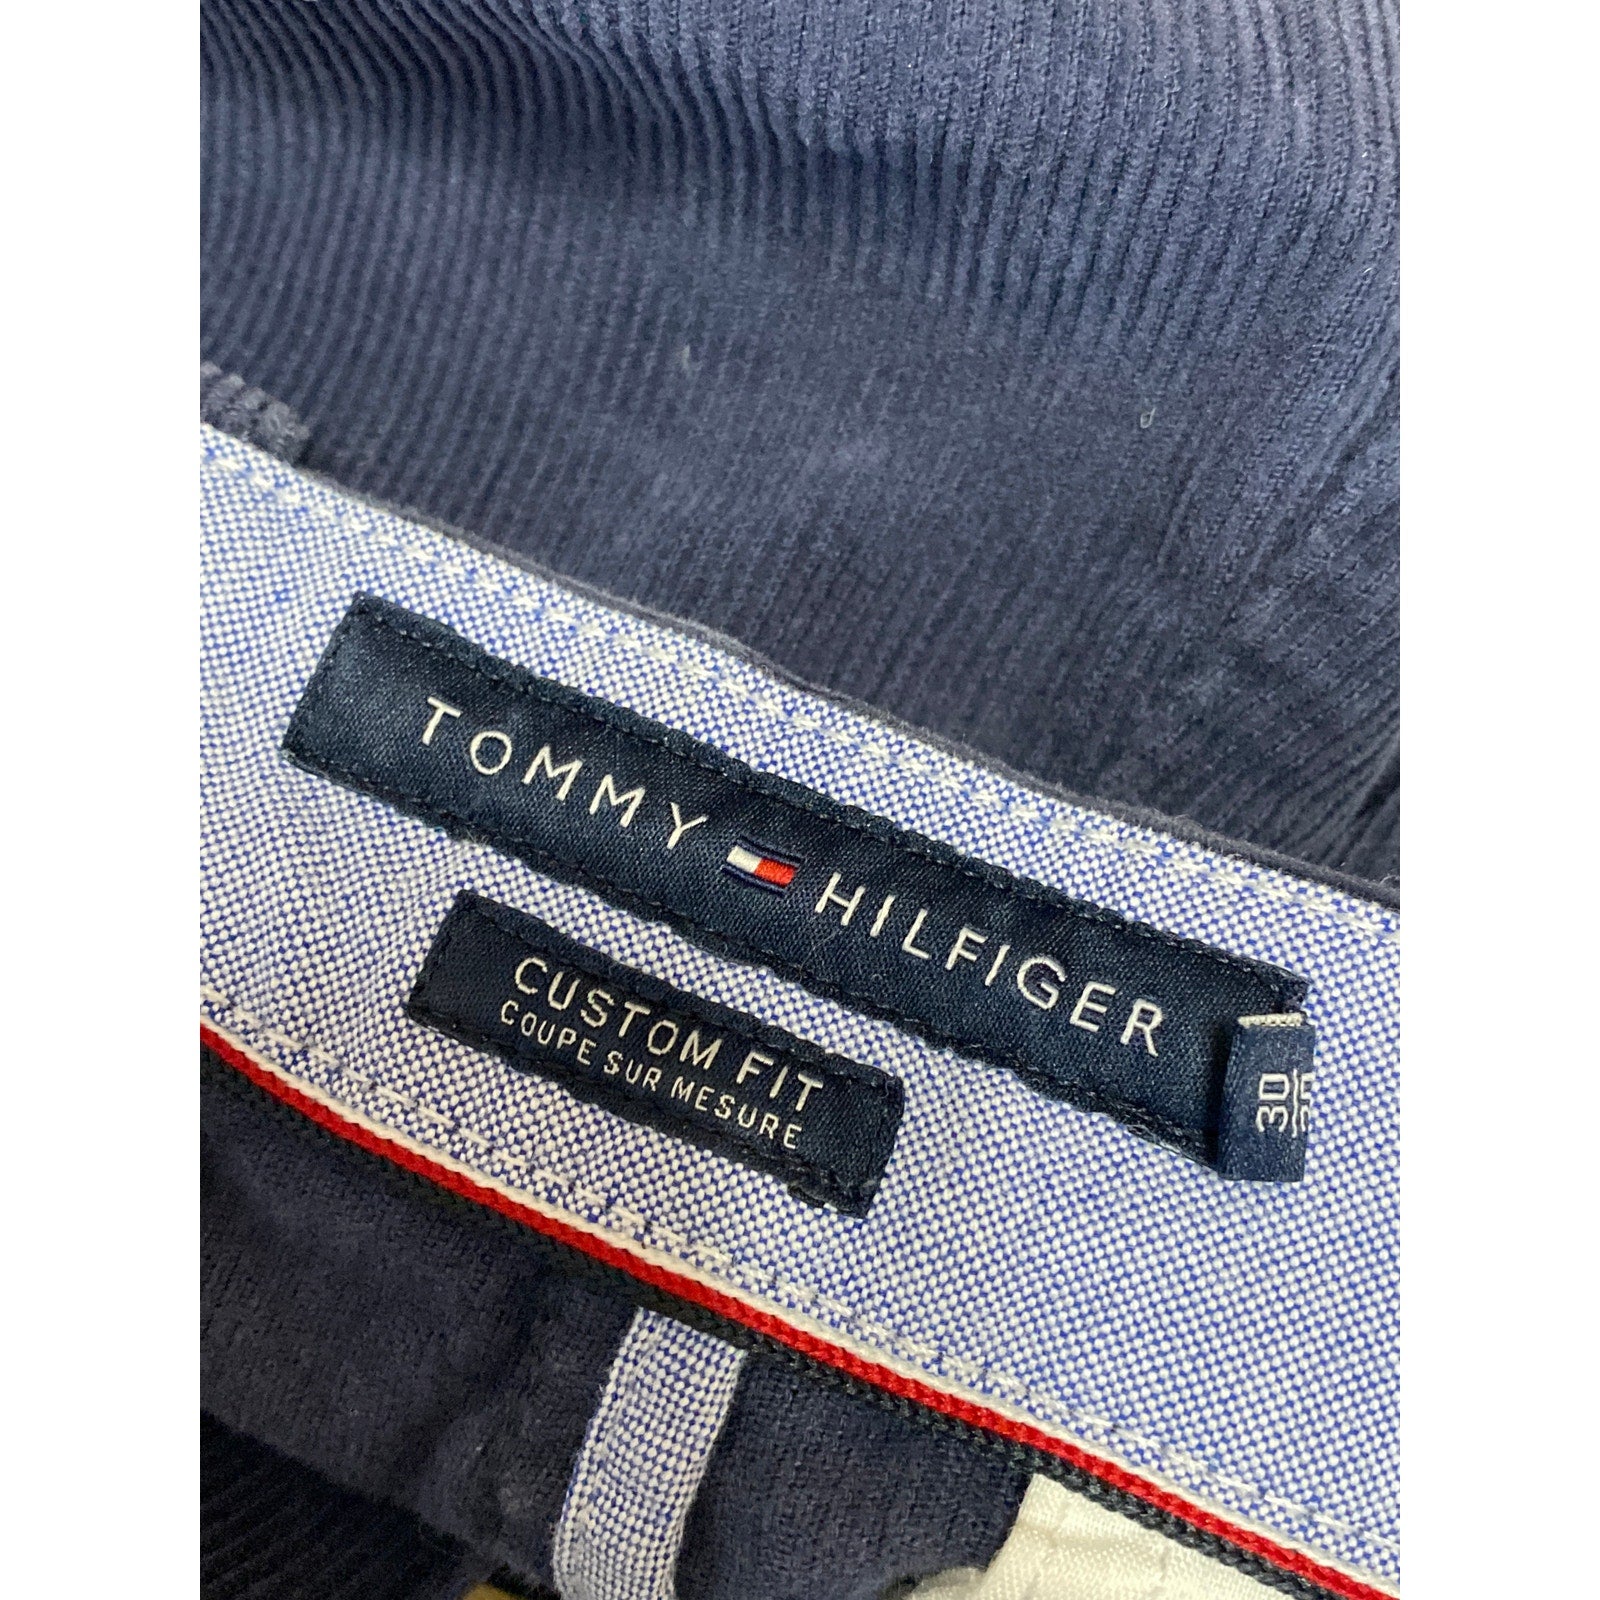 TOMMY HILFIGER
CUSTOM FIT
COUPE SUR MESURE
30